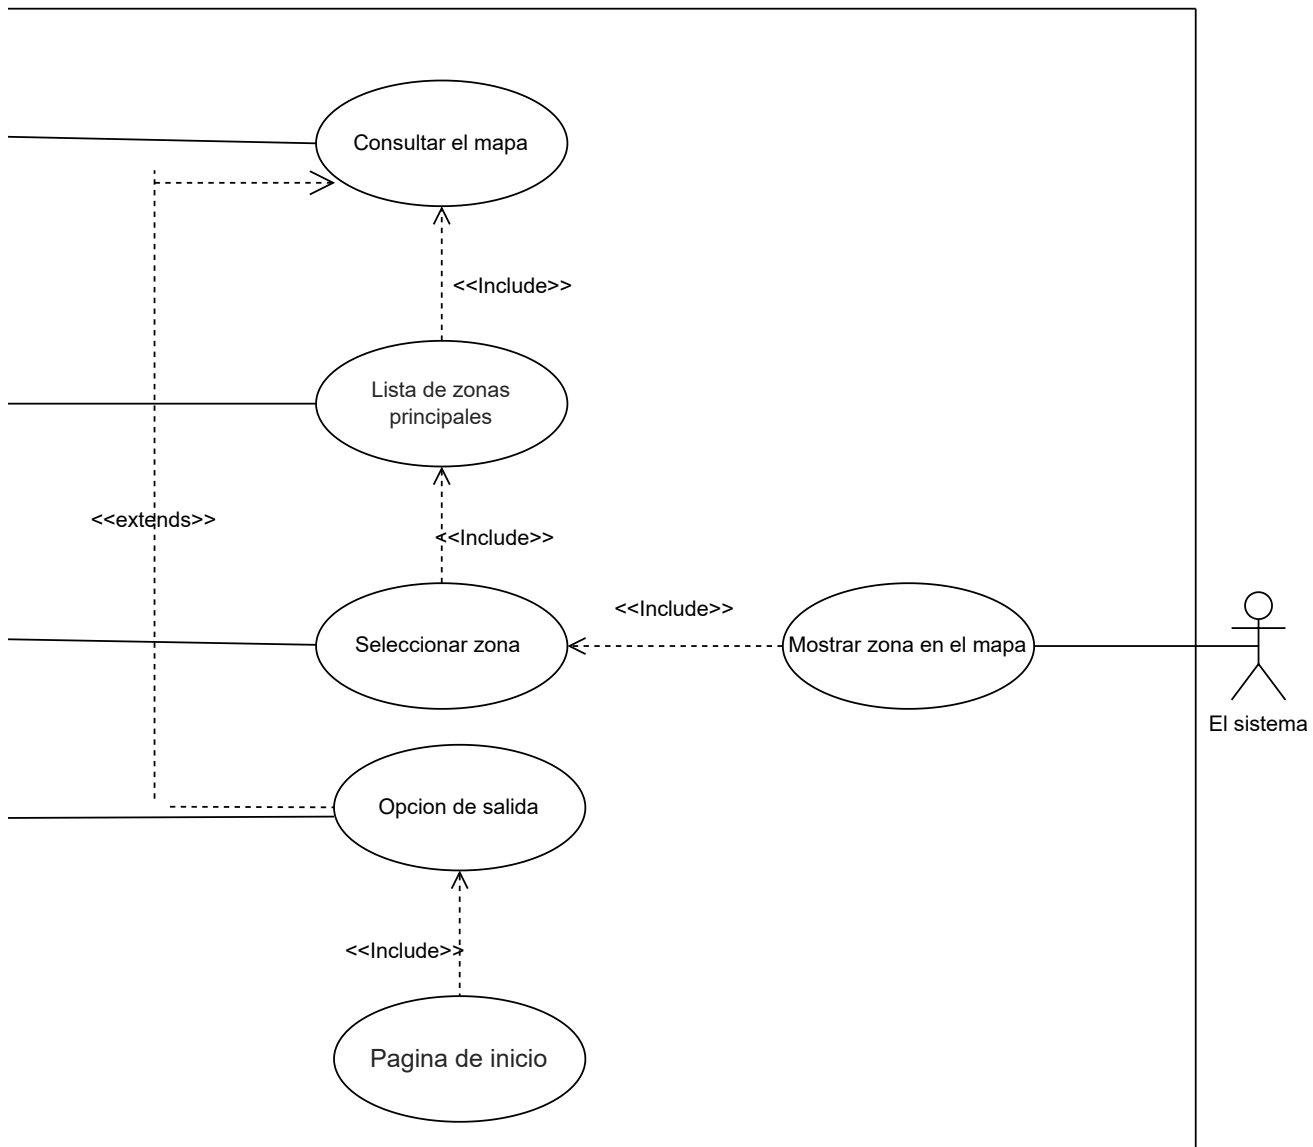 Consultar el mapa
<<Include>>
Lista de zonas
principales
<<extends>>
<<Include>>
<<Include>>
Seleccionar zona
Mostrar zona en el mapa
El sistema
Opcion de salida
<<Include>>
Pagina de inicio